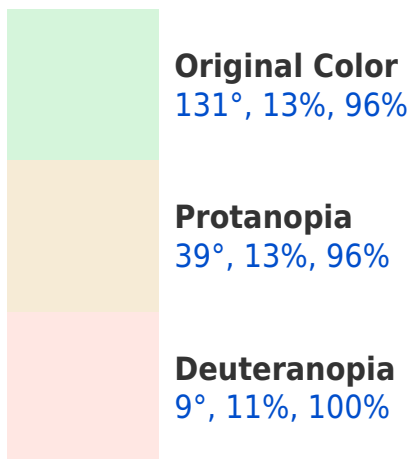 Original Color
131°, 13%, 96%
Protanopia
39°, 13%, 96%
Deuteranopia
9°, 11%, 100%